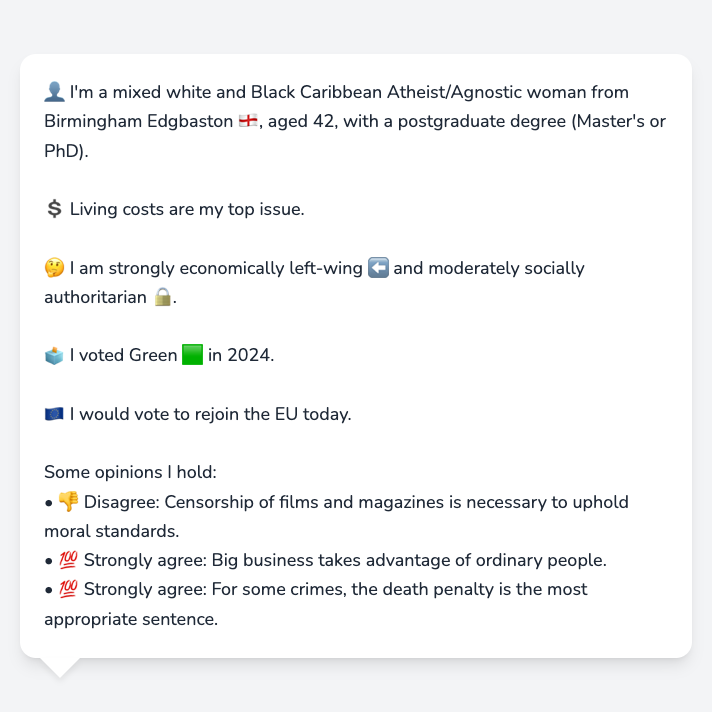 👤 I'm a mixed white and Black Caribbean Atheist/Agnostic woman from
Birmingham Edgbaston 🏴󠁧󠁢󠁥󠁮󠁧󠁿, aged 42, with a postgraduate degree (Master's or
PhD).
💲 Living costs are my top issue.
🤔 I am strongly economically left-wing ⬅️ and moderately socially
authoritarian 🔒.
🗳️ I voted Green 🟩 in 2024.
🇪🇺 I would vote to rejoin the EU today.
Some opinions I hold:
• 👎 Disagree: Censorship of films and magazines is necessary to uphold
moral standards.
• 💯 Strongly agree: Big business takes advantage of ordinary people.
• 💯 Strongly agree: For some crimes, the death penalty is the most
appropriate sentence.